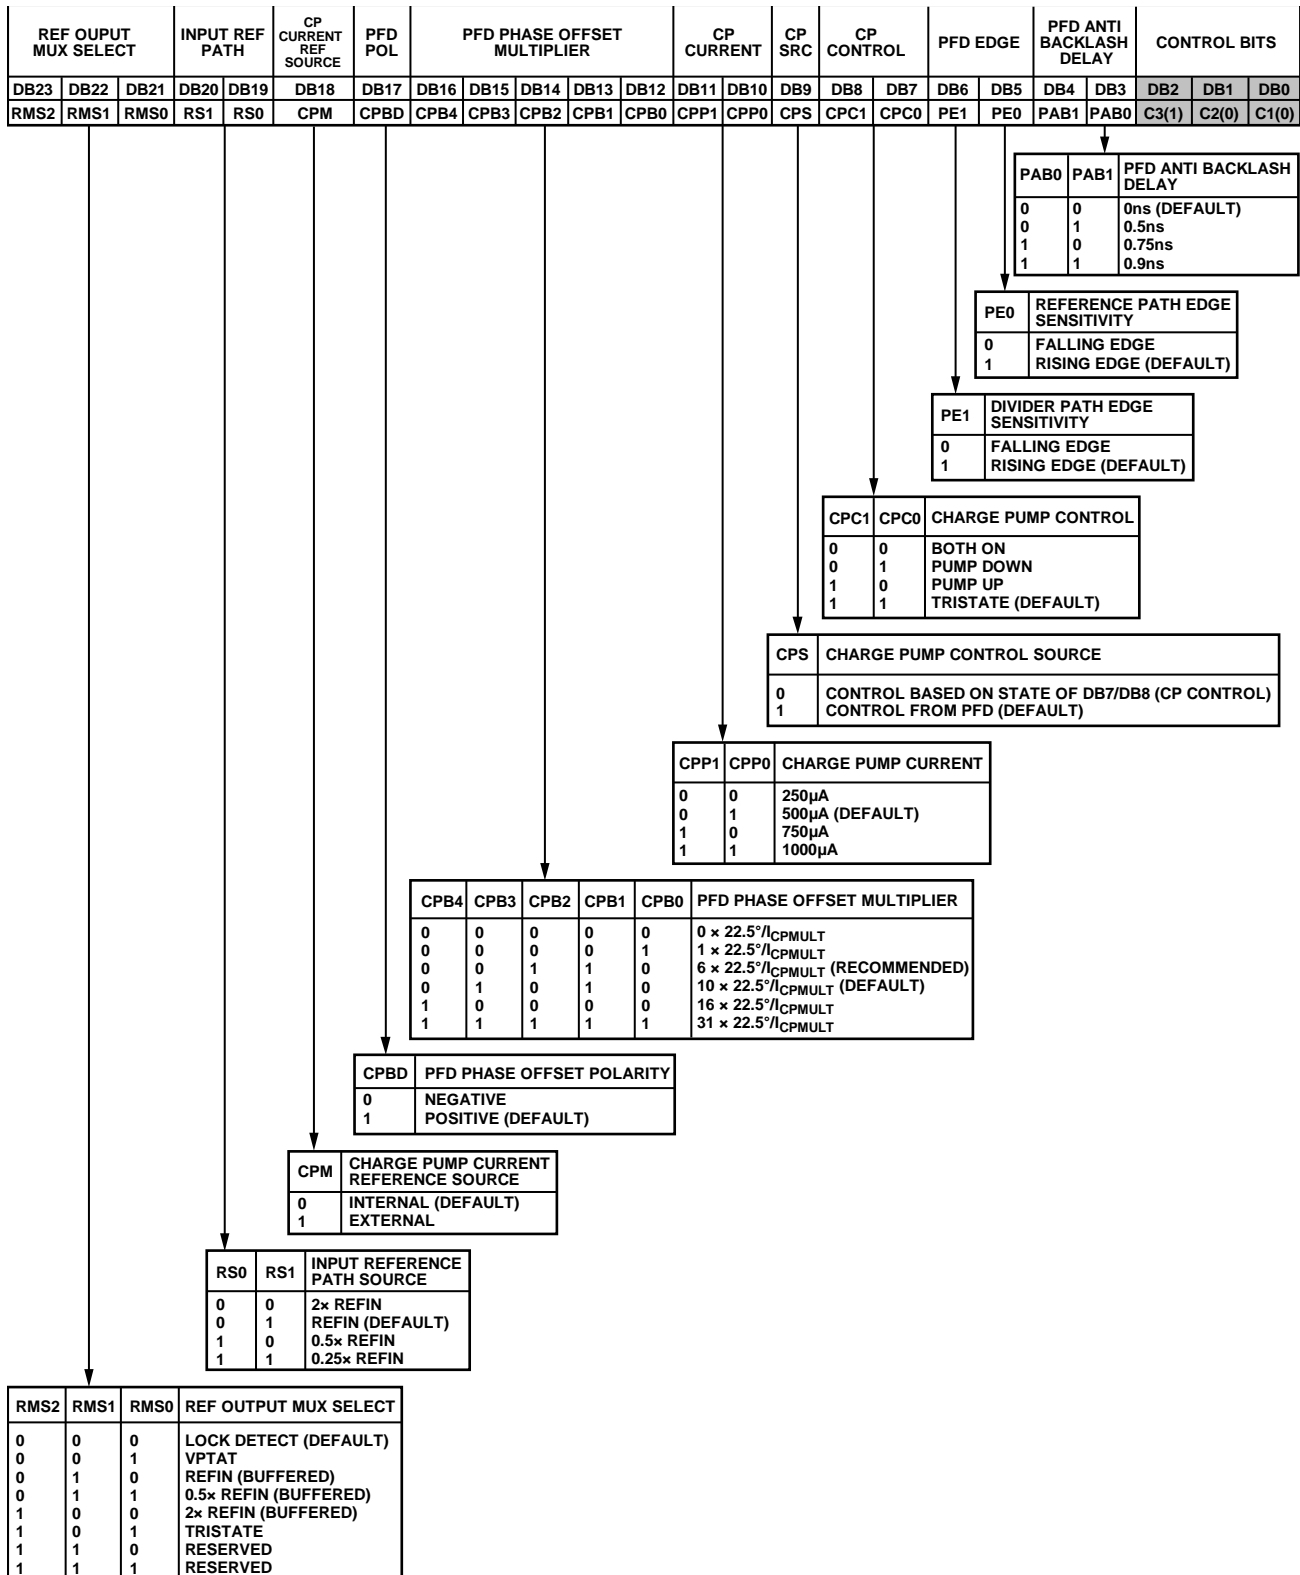 REF OUPUT MUX SELECT
INPUT REF PATH
CP CURRENT REF SOURCE
PFD POL
PFD PHASE OFFSET MULTIPLIER
CP CURRENT
CP SRC
CP CONTROL
PFD EDGE
PFD ANTI BACKLASH DELAY
CONTROL BITS
DB23 DB22 DB21 DB20 DB19 DB18 DB17 DB16 DB15 DB14 DB13 DB12 DB11 DB10 DB9 DB8 DB7 DB6 DB5 DB4 DB3 DB2 DB1 DB0
RMS2 RMS1 RMS0 RS1 RS0 CPM CPBD CPB4 CPB3 CPB2 CPB1 CPB0 CPP1 CPP0 CPS CPC1 CPC0 PE1 PE0 PAB1 PAB0 C3(1) C2(0) C1(0)
PAB0 PAB1 PFD ANTI BACKLASH DELAY
0 0 0ns (DEFAULT)
0 1 0.5ns
1 0 0.75ns
1 1 0.9ns
PE0 REFERENCE PATH EDGE SENSITIVITY
0 FALLING EDGE
1 RISING EDGE (DEFAULT)
PE1 DIVIDER PATH EDGE SENSITIVITY
0 FALLING EDGE
1 RISING EDGE (DEFAULT)
CPC1 CPC0 CHARGE PUMP CONTROL
0 0 BOTH ON
0 1 PUMP DOWN
1 0 PUMP UP
1 1 TRISTATE (DEFAULT)
CPS CHARGE PUMP CONTROL SOURCE
0 CONTROL BASED ON STATE OF DB7/DB8 (CP CONTROL)
1 CONTROL FROM PFD (DEFAULT)
CPP1 CPP0 CHARGE PUMP CURRENT
0 0 250µA
0 1 500µA (DEFAULT)
1 0 750µA
1 1 1000µA
CPB4 CPB3 CPB2 CPB1 CPB0 PFD PHASE OFFSET MULTIPLIER
0 0 0 0 0 0 × 22.5°/ICPMULT
0 0 0 0 1 1 × 22.5°/ICPMULT
0 0 1 1 0 6 × 22.5°/ICPMULT (RECOMMENDED)
0 1 0 1 0 10 × 22.5°/ICPMULT (DEFAULT)
1 0 0 0 0 16 × 22.5°/ICPMULT
1 1 1 1 1 31 × 22.5°/ICPMULT
CPBD PFD PHASE OFFSET POLARITY
0 NEGATIVE
1 POSITIVE (DEFAULT)
CPM CHARGE PUMP CURRENT REFERENCE SOURCE
0 INTERNAL (DEFAULT)
1 EXTERNAL
RS0 RS1 INPUT REFERENCE PATH SOURCE
0 0 2× REFIN
0 1 REFIN (DEFAULT)
1 0 0.5× REFIN
1 1 0.25× REFIN
RMS2 RMS1 RMS0 REF OUTPUT MUX SELECT
0 0 0 LOCK DETECT (DEFAULT)
0 0 1 VPTAT
0 1 0 REFIN (BUFFERED)
0 1 1 0.5× REFIN (BUFFERED)
1 0 0 2× REFIN (BUFFERED)
1 0 1 TRISTATE
1 1 0 RESERVED
1 1 1 RESERVED